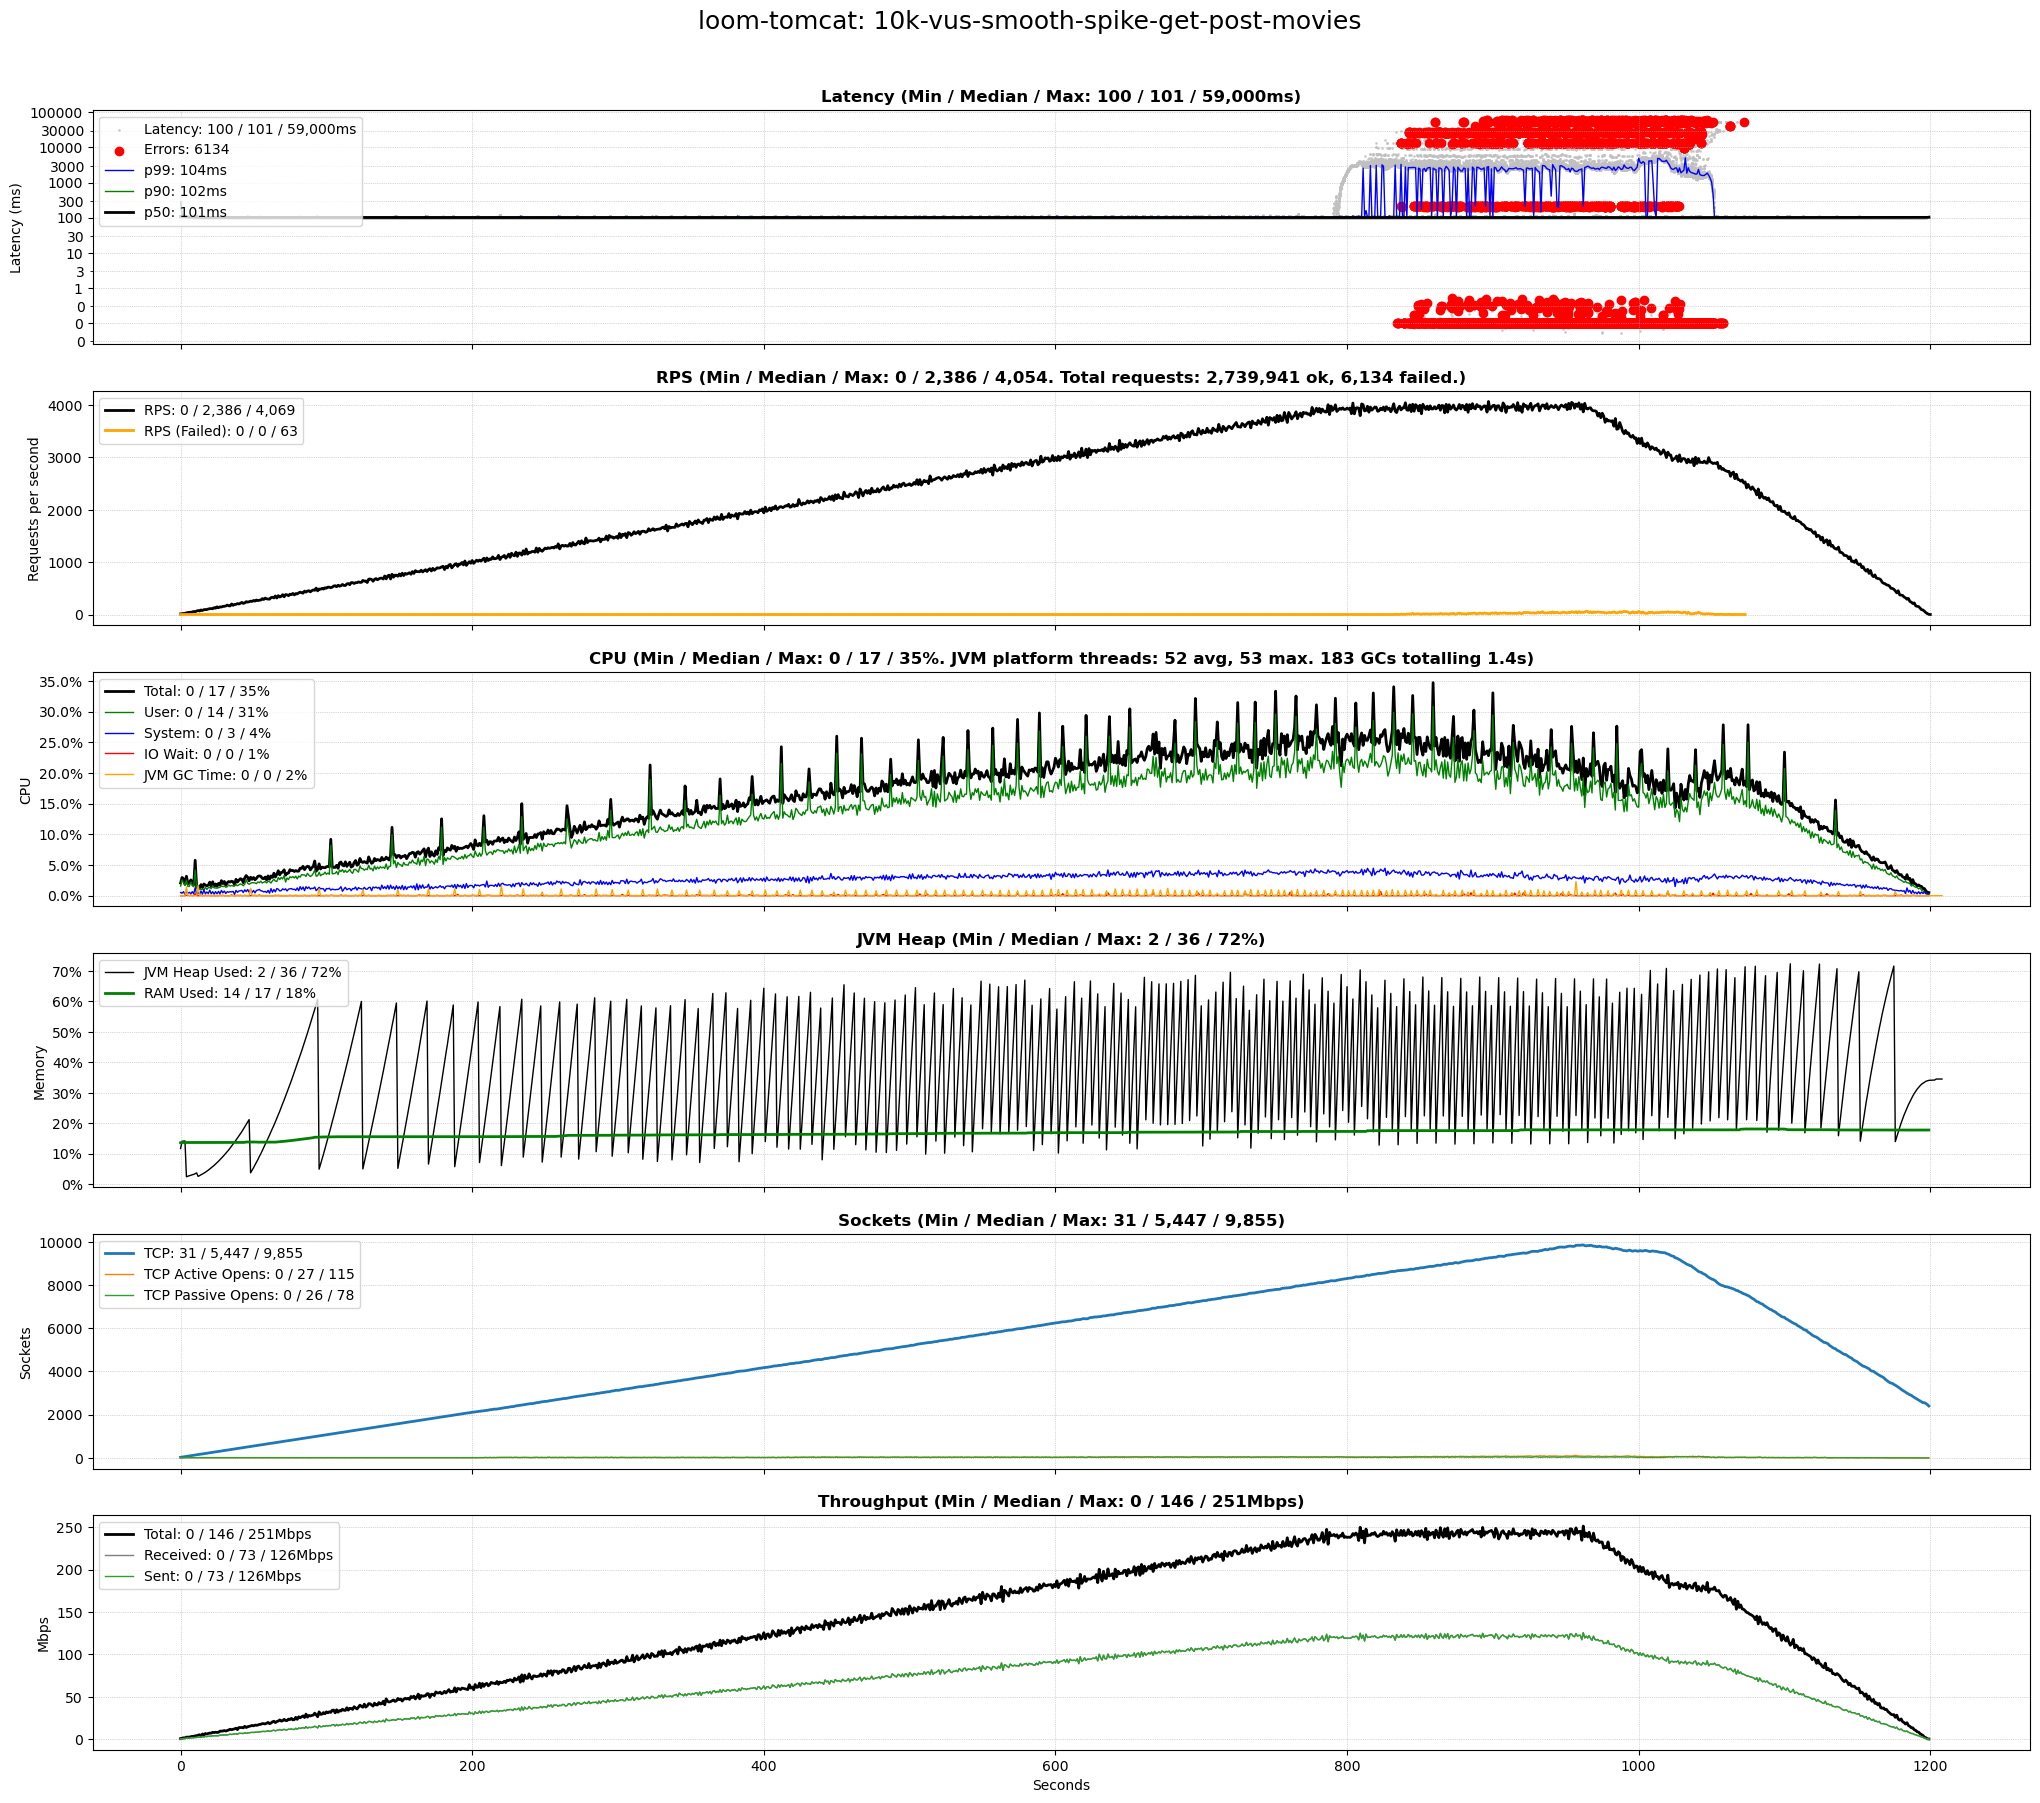 loom-tomcat: 10k-vus-smooth-spike-get-post-movies
Latency (Min / Median / Max: 100 / 101 / 59,000ms)
Latency (ms)
100000
30000
10000
3000
1000
300
100
30
10
3
1
0
0
0
Latency: 100 / 101 / 59,000ms
Errors: 6134
p99: 104ms
p90: 102ms
p50: 101ms
RPS (Min / Median / Max: 0 / 2,386 / 4,054. Total requests: 2,739,941 ok, 6,134 failed.)
Requests per second
4000
3000
2000
1000
0
RPS: 0 / 2,386 / 4,069
RPS (Failed): 0 / 0 / 63
CPU (Min / Median / Max: 0 / 17 / 35%. JVM platform threads: 52 avg, 53 max. 183 GCs totalling 1.4s)
CPU
35.0%
30.0%
25.0%
20.0%
15.0%
10.0%
5.0%
0.0%
Total: 0 / 17 / 35%
User: 0 / 14 / 31%
System: 0 / 3 / 4%
IO Wait: 0 / 0 / 1%
JVM GC Time: 0 / 0 / 2%
JVM Heap (Min / Median / Max: 2 / 36 / 72%)
Memory
70%
60%
50%
40%
30%
20%
10%
0%
JVM Heap Used: 2 / 36 / 72%
RAM Used: 14 / 17 / 18%
Sockets (Min / Median / Max: 31 / 5,447 / 9,855)
Sockets
10000
8000
6000
4000
2000
0
TCP: 31 / 5,447 / 9,855
TCP Active Opens: 0 / 27 / 115
TCP Passive Opens: 0 / 26 / 78
Throughput (Min / Median / Max: 0 / 146 / 251Mbps)
Mbps
250
200
150
100
50
0
Total: 0 / 146 / 251Mbps
Received: 0 / 73 / 126Mbps
Sent: 0 / 73 / 126Mbps
0 200 400 600 800 1000 1200
Seconds